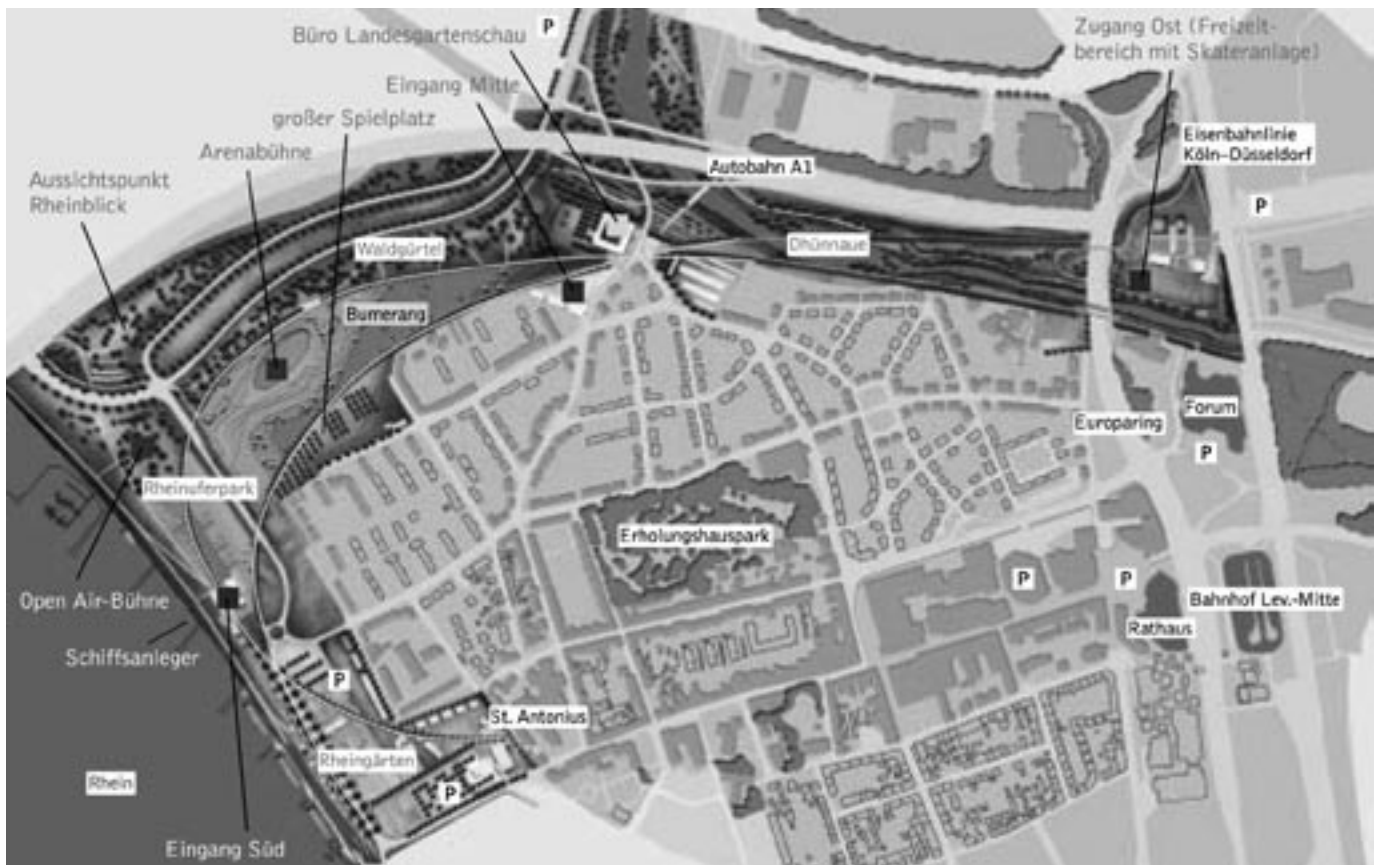 P
Büro Landesgartenschau
Zugang Ost (Freizeit-
bereich mit Skateranlage)
Eingang Mitte
großer Spielplatz
Arenabühne
Eisenbahnlinie
Köln-Düsseldorf
Autobahn A1
Aussichtspunkt
Rheinblick
P
Waldgürtel
Dhünnaue
Bumerang
Forum
Europaring
P
Rheinuferpark
Erholungshauspark
P
P
Open Air-Bühne
Bahnhof Lev.-Mitte
Rathaus
Schiffsanleger
P
St. Antonius
Rheingärten
Rhein
P
Eingang Süd